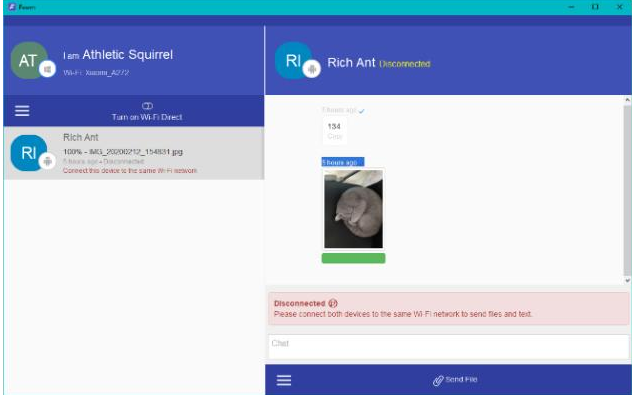 Feem
AT
I am Athletic Squirrel
Wi-Fi: Xiaomi_A272
Turn on Wi-Fi Direct
RI
Rich Ant
100% - IMG_20200212_154831.jpg
5 hours ago • Disconnected
Connect this device to the same Wi-Fi network
RI
Rich Ant Disconnected
5 hours ago
134
Copy
5 hours ago
Disconnected
Please connect both devices to the same Wi-Fi network to send files and text.
Chat
Send File